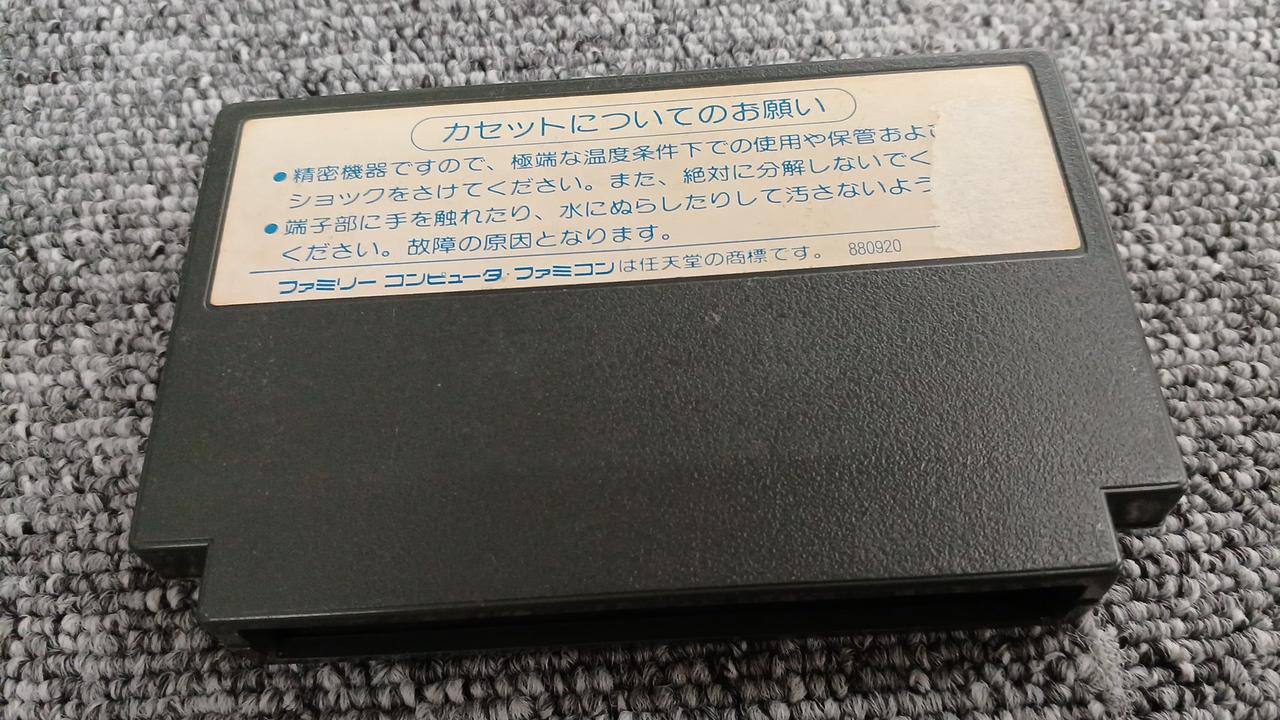 カセットについてのお願い
●精密機器ですので、極端な温度条件下での使用や保管およ
ショックをさけてください。また、絶対に分解しないでく
●端子部に手を触れたり、水にぬらしたりして汚さないよう
ください。故障の原因となります。
ファミリー コンピュータ・ファミコンは任天堂の商標です。 880920